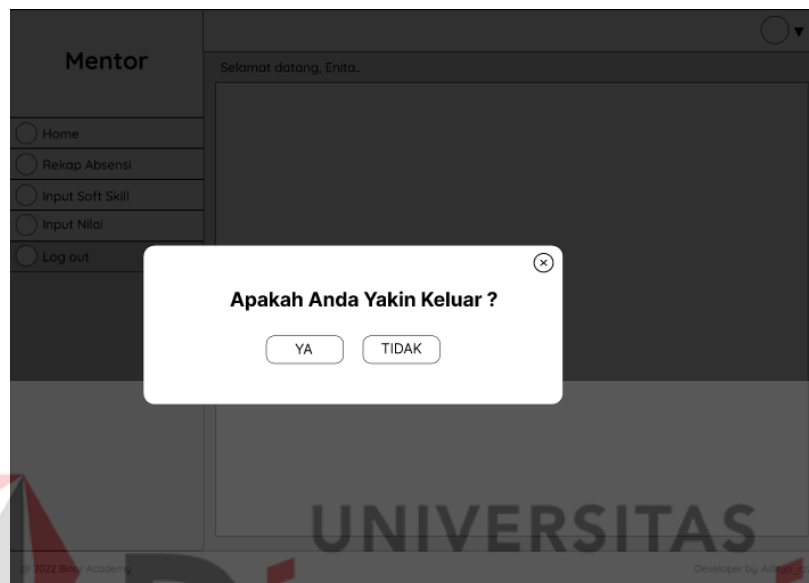 Mentor
Selamat datang, Enita..
Home
Rekap Absensi
Input Soft Skill
Input Nilai
Log out
Apakah Anda Yakin Keluar ?
YA
TIDAK
UNIVERSITAS
2022 Binar Academy
Developer by.